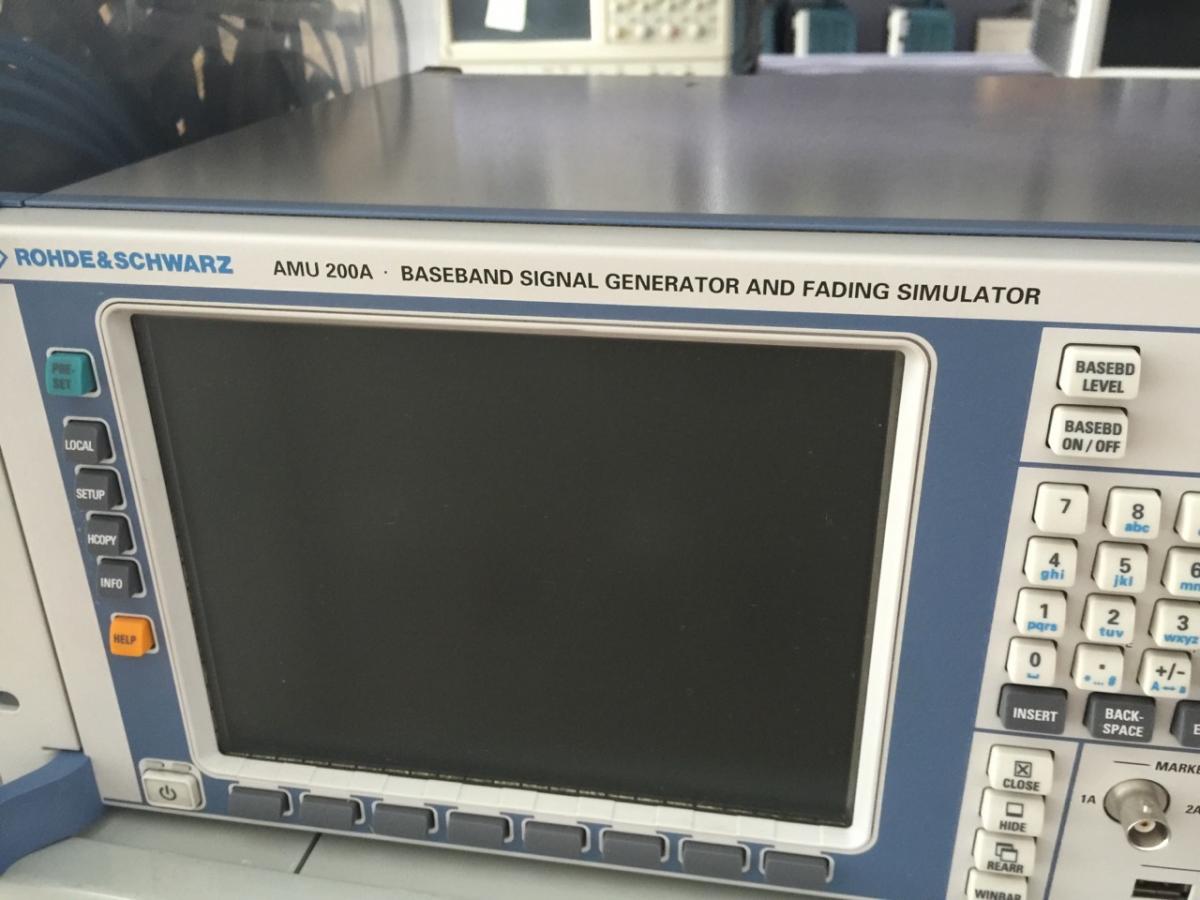 ROHDE&SCHWARZ AMU 200A · BASEBAND SIGNAL GENERATOR AND FADING SIMULATOR
PRE-
SET
LOCAL
SETUP
HCOPY
INFO
HELP
BASEBD
LEVEL
BASEBD
ON / OFF
7
8
abc
4
ghi
5
jkl
6
1
pqrs
2
tuv
3
wxyz
0
.
* ... #
+/-
A ↔ a
INSERT
BACK-
SPACE
CLOSE
HIDE
REARR
WINBAR
1A
2A